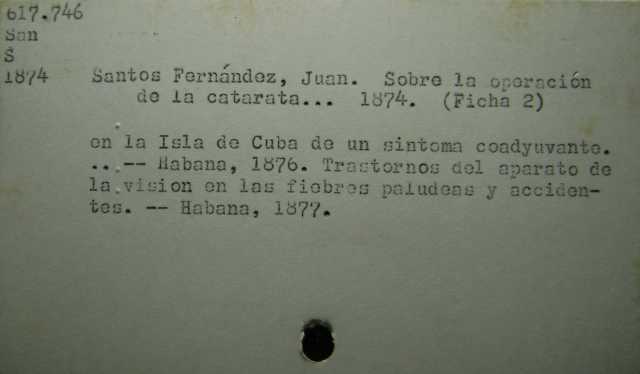 617.746
San
S
1874 Santos Fernández, Juan. Sobre la operación
de la catarata... 1874. (Ficha 2)
en la Isla de Cuba de un sintoma coadyuvante.
...-- Habana, 1876. Trastornos del aparato de
la vision en las fiebres paludeas y acciden-
tes. -- Habana, 1877.